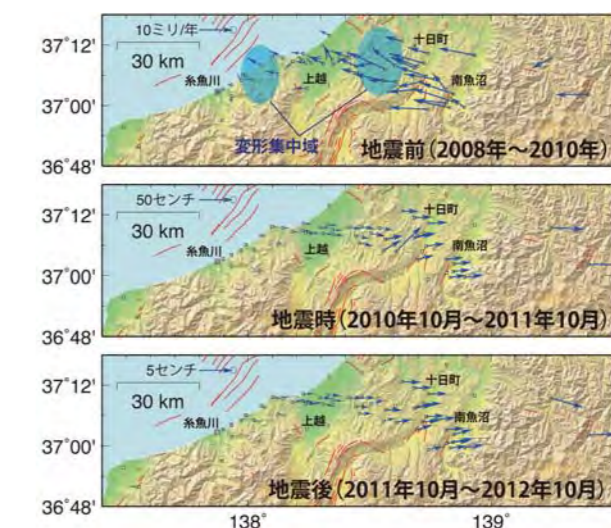 37°12'
37°00'
36°48'
10ミリ/年
30 km
糸魚川
上越
十日町
南魚沼
変形集中域
地震前(2008年〜2010年)
37°12'
37°00'
36°48'
50センチ
30 km
糸魚川
上越
十日町
南魚沼
地震時(2010年10月〜2011年10月)
37°12'
37°00'
36°48'
5センチ
30 km
糸魚川
上越
十日町
南魚沼
地震後(2011年10月〜2012年10月)
138°
139°